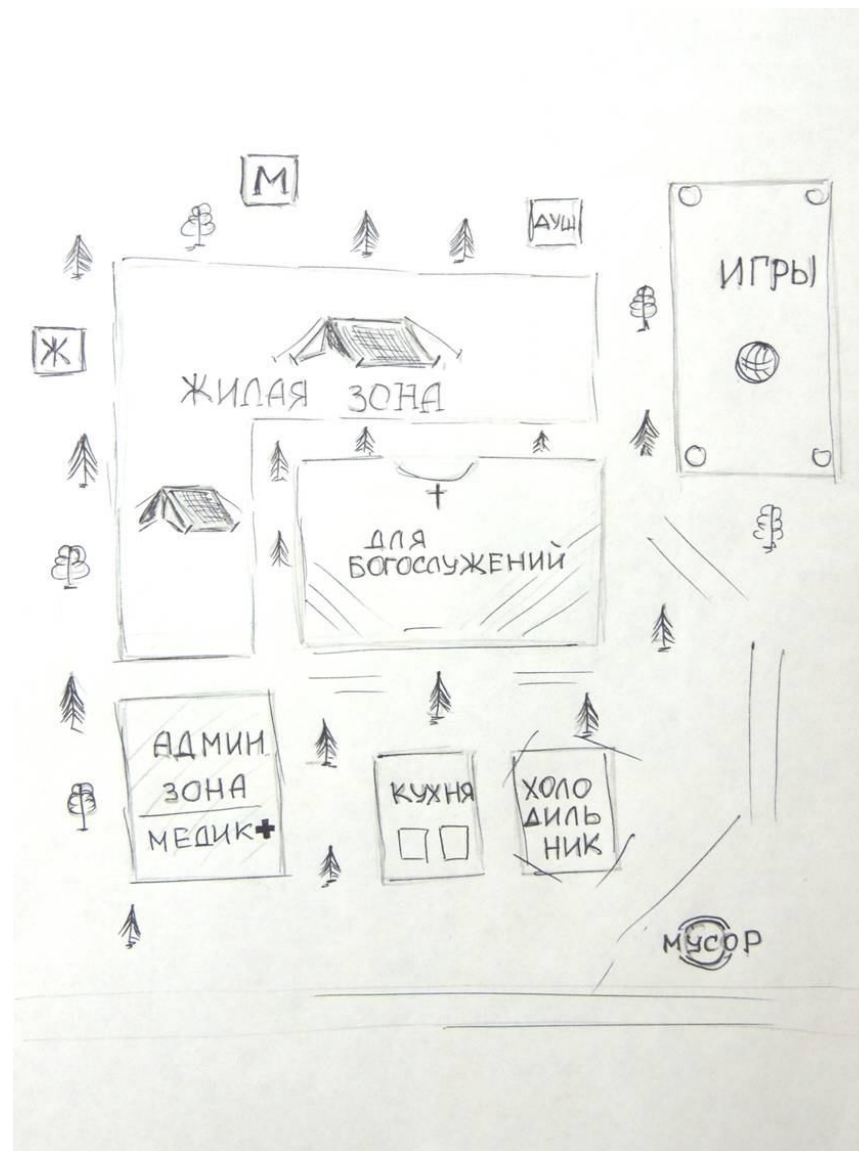 М
ДУШ
ИГРЫ
Ж
ЖИЛАЯ ЗОНА
ДЛЯ
БОГОСЛУЖЕНИЙ
АДМИН
ЗОНА
МЕДИК
КУХНЯ
ХОЛО
ДИЛЬ
НИК
МУСОР